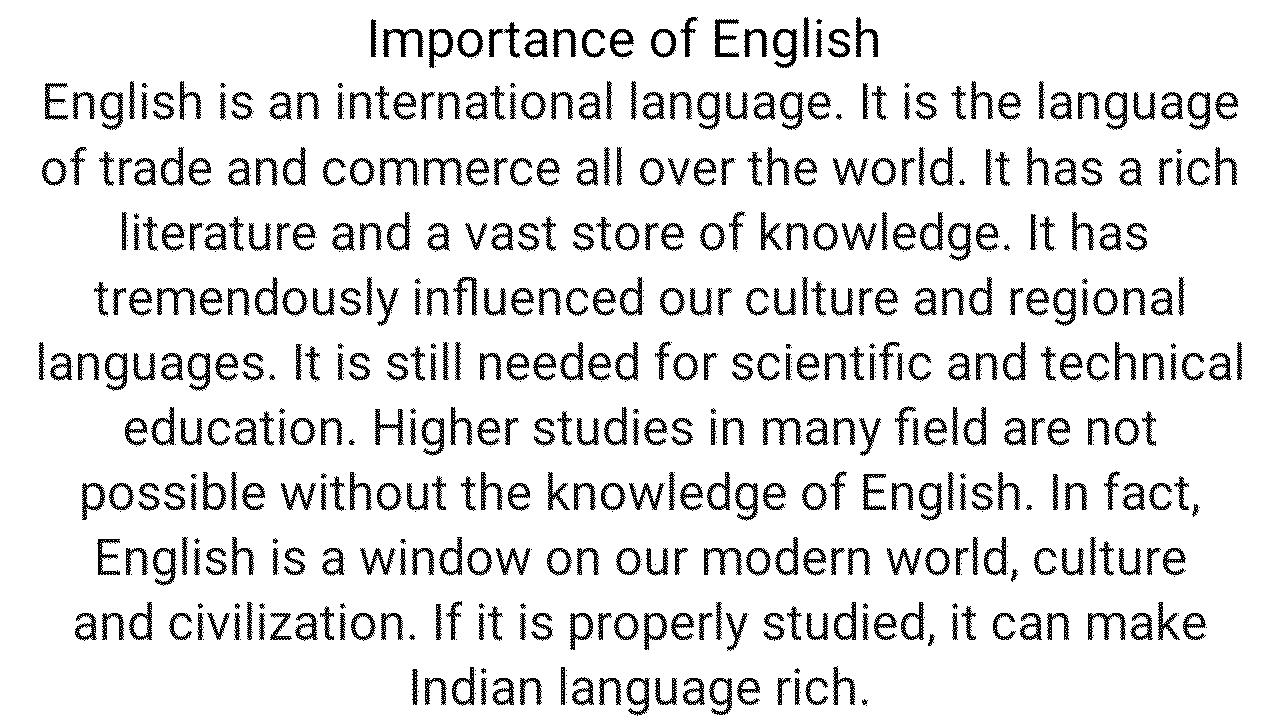 Importance of English
English is an international language. It is the language
of trade and commerce all over the world. It has a rich
literature and a vast store of knowledge. It has
tremendously influenced our culture and regional
languages. It is still needed for scientific and technical
education. Higher studies in many field are not
possible without the knowledge of English. In fact,
English is a window on our modern world, culture
and civilization. If it is properly studied, it can make
Indian language rich.